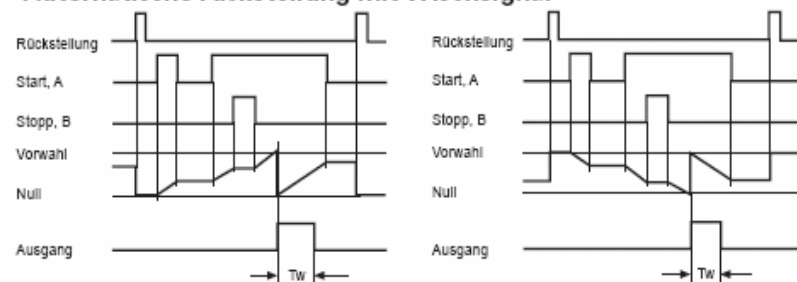 Rückstellung
Start, A
Stopp, B
Vorwahl
Null
Ausgang
Tw
Rückstellung
Start, A
Stopp, B
Vorwahl
Null
Ausgang
Tw